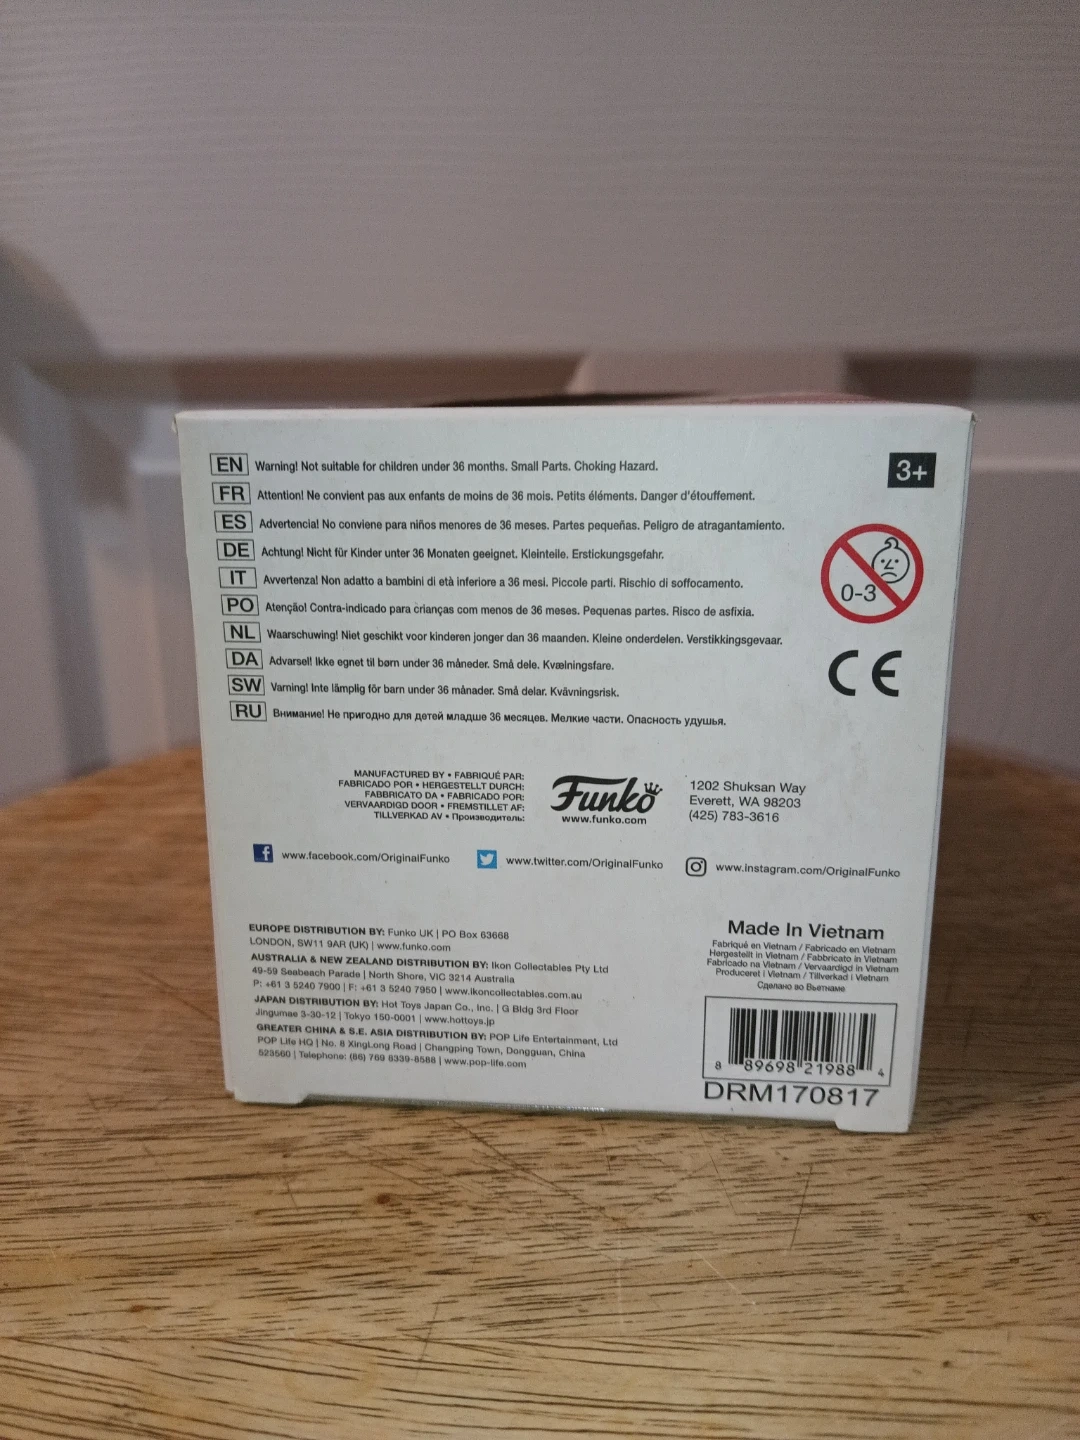 EN Warning! Not suitable for children under 36 months. Small Parts. Choking Hazard.
3+
FR Attention! Ne convient pas aux enfants de moins de 36 mois. Petits éléments. Danger d'étouffement.
ES Advertencia! No conviene para niños menores de 36 meses. Partes pequeñas. Peligro de atragantamiento.
DE Achtung! Nicht für Kinder unter 36 Monaten geeignet. Kleinteile. Erstickungsgefahr.
IT Avvertenza! Non adatto a bambini di età inferiore a 36 mesi. Piccole parti. Rischio di soffocamento.
0-3
PO Atenção! Contra-indicado para crianças com menos de 36 meses. Pequenas partes. Risco de asfixia.
NL Waarschuwing! Niet geschikt voor kinderen jonger dan 36 maanden. Kleine onderdelen. Verstikkingsgevaar.
DA Advarsel! Ikke egnet til børn under 36 måneder. Små dele. Kvælningsfare.
CE
SW Varning! Inte lämplig för barn under 36 månader. Små delar. Kvävningsrisk.
RU Внимание! Не пригодно для детей младше 36 месяцев. Мелкие части. Опасность удушья.
MANUFACTURED BY • FABRIQUÉ PAR:
FABRICADO POR • HERGESTELLT DURCH:
FABBRICATO DA • FABRICADO POR:
VERVAARDIGD DOOR • FREMSTILLET AF:
TILLVERKAD AV • Производитель:
Funko
www.funko.com
1202 Shuksan Way
Everett, WA 98203
(425) 783-3616
www.facebook.com/OriginalFunko
www.twitter.com/OriginalFunko
www.instagram.com/OriginalFunko
EUROPE DISTRIBUTION BY: Funko UK | PO Box 63668
LONDON, SW11 9AR (UK) | www.funko.com
AUSTRALIA & NEW ZEALAND DISTRIBUTION BY: Ikon Collectables Pty Ltd
49-59 Seabeach Parade | North Shore, VIC 3214 Australia
P: +61 3 5240 7900 | F: +61 3 5240 7950 | www.ikoncollectables.com.au
JAPAN DISTRIBUTION BY: Hot Toys Japan Co., Inc. | G Bldg 3rd Floor
Jingumae 3-30-12 | Tokyo 150-0001 | www.hottoys.jp
GREATER CHINA & S.E. ASIA DISTRIBUTION BY: POP Life Entertainment, Ltd
POP Life HQ | No. 8 XingLong Road | Changping Town, Dongguan, China
523560 | Telephone: (86) 769 8339-8588 | www.pop-life.com
Made In Vietnam
Fabriqué en Vietnam / Fabricado en Vietnam
Hergestellt in Vietnam / Fabbricato in Vietnam
Fabricado na Vietnam / Vervaardigd in Vietnam
Produceret i Vietnam / Tillverkad i Vietnam
Сделано во Вьетнаме
8 89698 21988 4
DRM170817